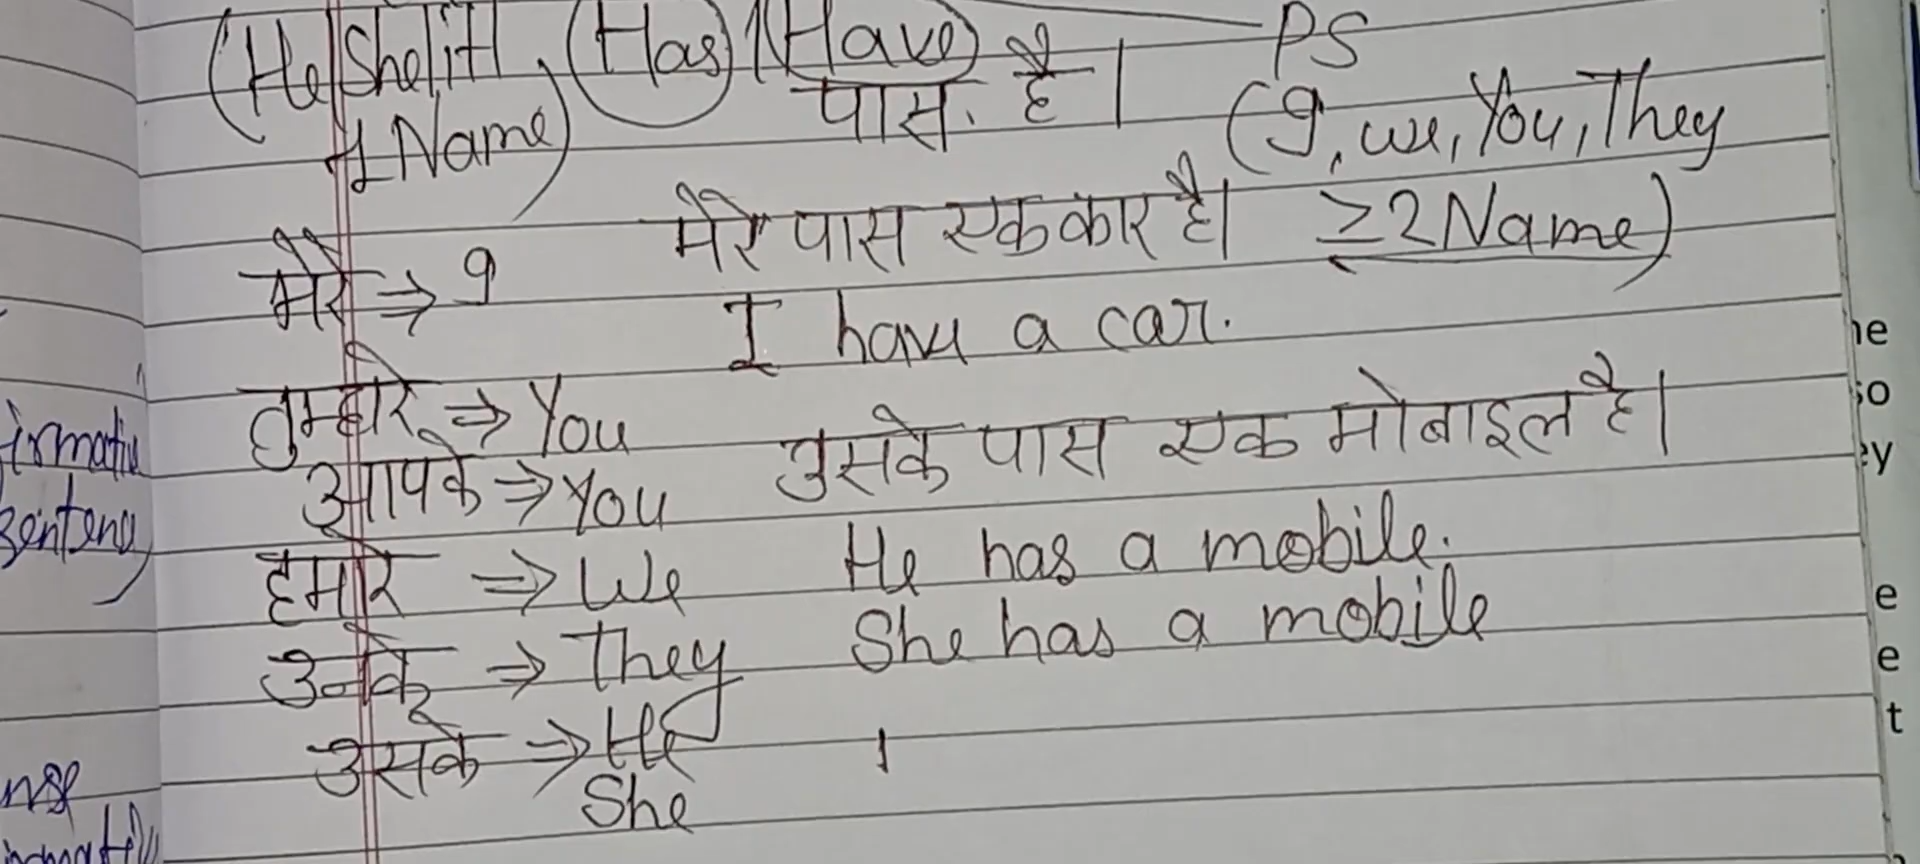 (He/She/it, (Has)/(Have) है। PS
1 Name) पास. (I, we, You, They
मेरे पास एक कार है। ≥2 Name)
मेरे ⇒ I
I have a car.
तुम्हारे ⇒ You
उसके पास एक मोबाइल है।
आपके ⇒ You
He has a mobile.
हमारे ⇒ We
She has a mobile
उनके ⇒ They
उसके ⇒ He
She